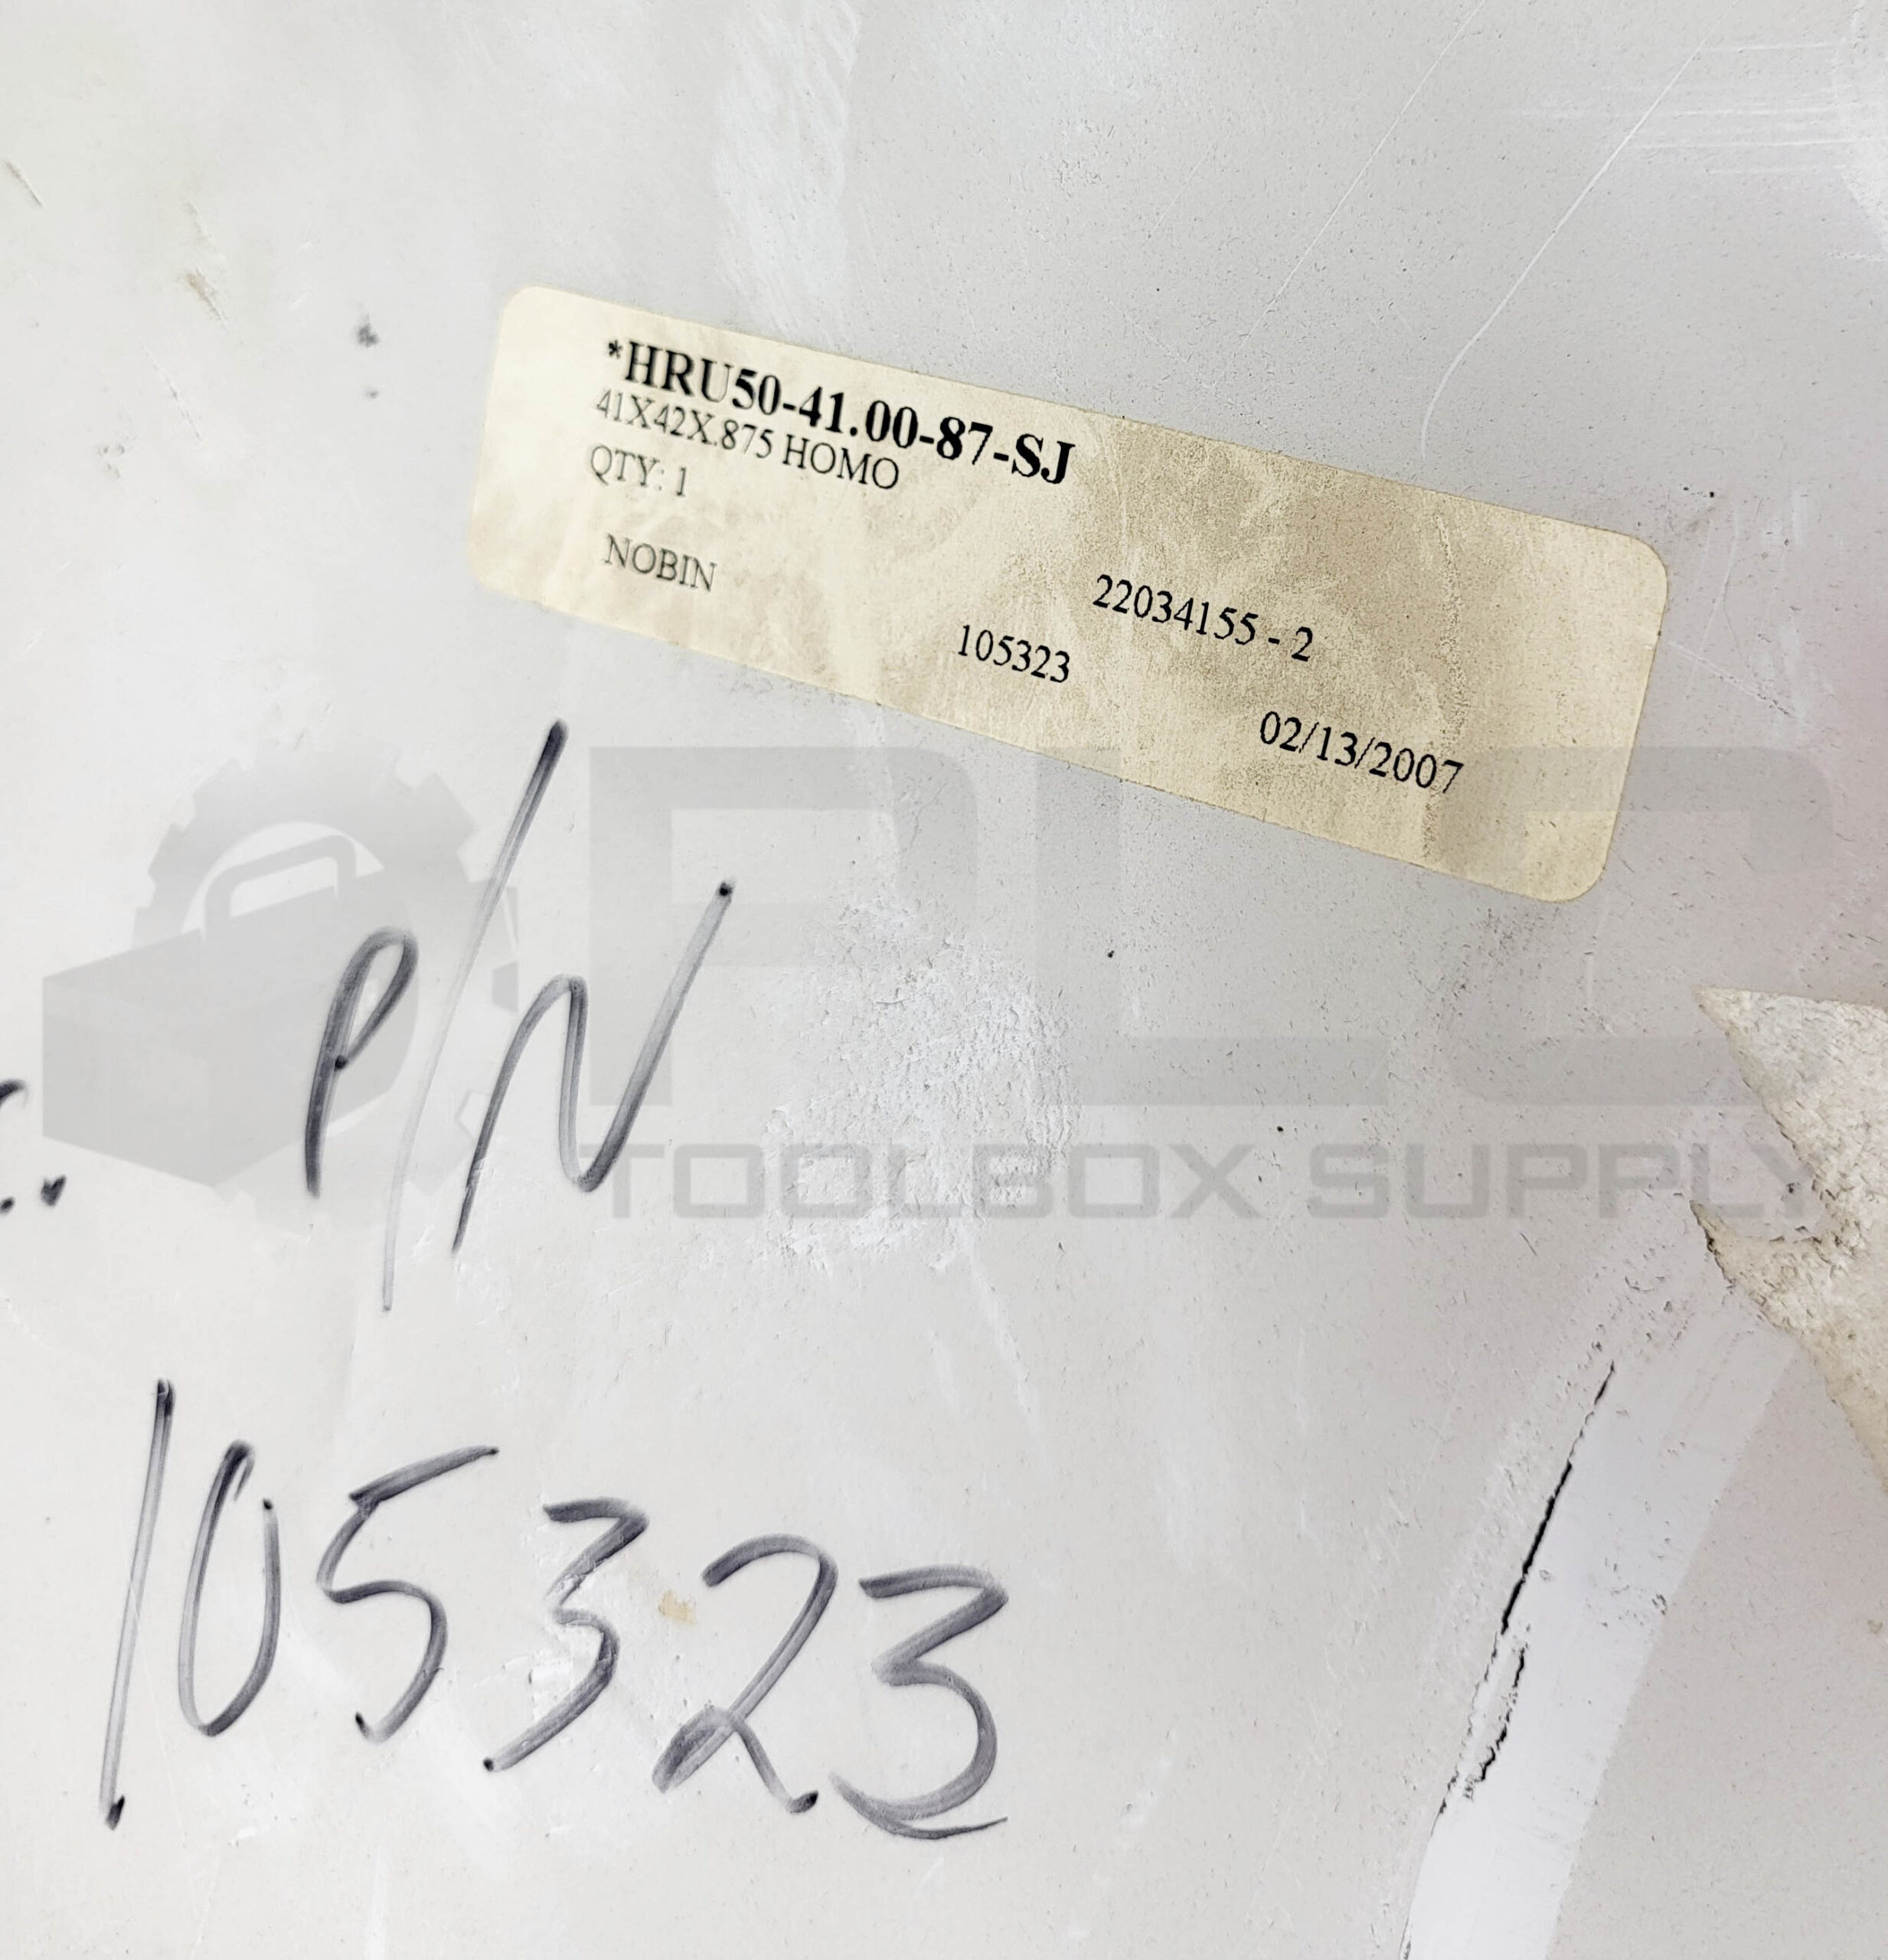 *HRU50-41.00-87-SJ
41X42X.875 HOMO
QTY: 1
NOBIN
22034155 - 2
105323
02/13/2007
PLC
TOOLBOX SUPPLY
P/N
105323